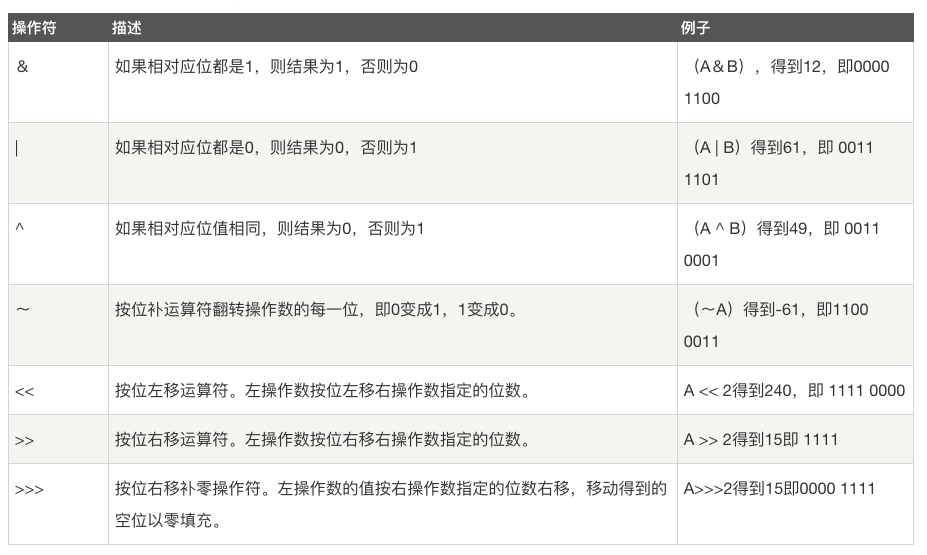 操作符 描述 例子
& 如果相对应位都是1，则结果为1，否则为0 （A＆B），得到12，即0000
1100
| 如果相对应位都是0，则结果为0，否则为1 （A | B）得到61，即 0011
1101
^ 如果相对应位值相同，则结果为0，否则为1 （A ^ B）得到49，即 0011
0001
〜 按位补运算符翻转操作数的每一位，即0变成1，1变成0。 （〜A）得到-61，即1100
0011
<< 按位左移运算符。左操作数按位左移右操作数指定的位数。 A << 2得到240，即 1111 0000
>> 按位右移运算符。左操作数按位右移右操作数指定的位数。 A >> 2得到15即 1111
>>> 按位右移补零操作符。左操作数的值按右操作数指定的位数右移，移动得到的 A>>>2得到15即0000 1111
空位以零填充。